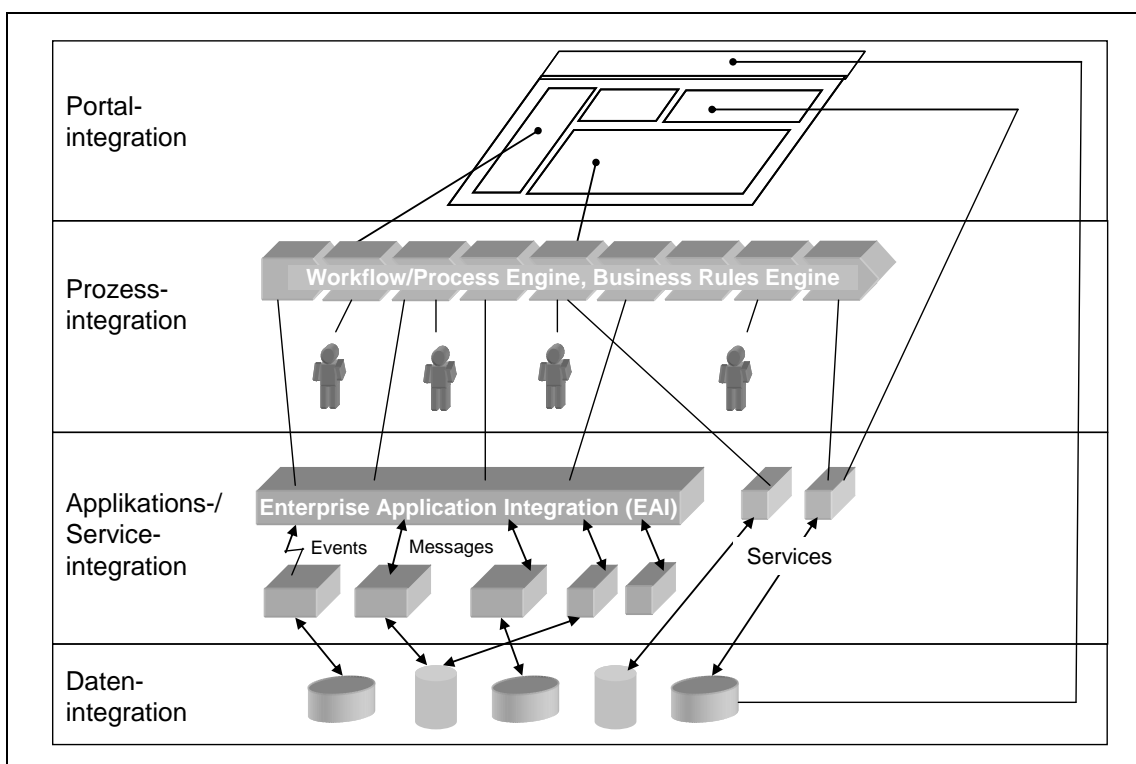 Portal-
integration
Workflow/Process Engine, Business Rules Engine
Prozess-
integration
Applikations-/
Service-
integration
Enterprise Application Integration (EAI)
Events
Messages
Services
Daten-
integration